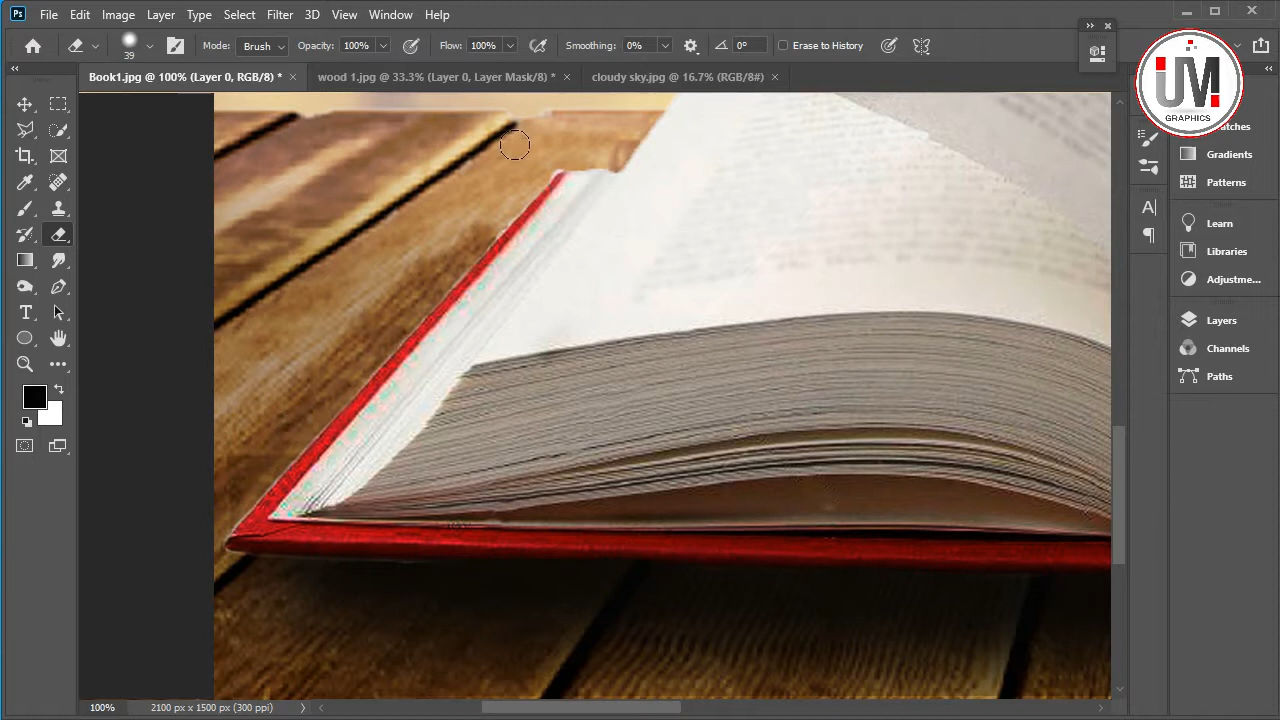 Ps File Edit Image Layer Type Select Filter 3D View Window Help
39 Mode: Brush Opacity: 100% Flow: 100% Smoothing: 0% 0° Erase to History
Book1.jpg @ 100% (Layer 0, RGB/8) * wood 1.jpg @ 33.3% (Layer 0, Layer Mask/8) * cloudy sky.jpg @ 16.7% (RGB/8#)
UM
GRAPHICS
Gradients
Patterns
Learn
Libraries
Adjustme...
Layers
Channels
Paths
100% 2100 px x 1500 px (300 ppi)